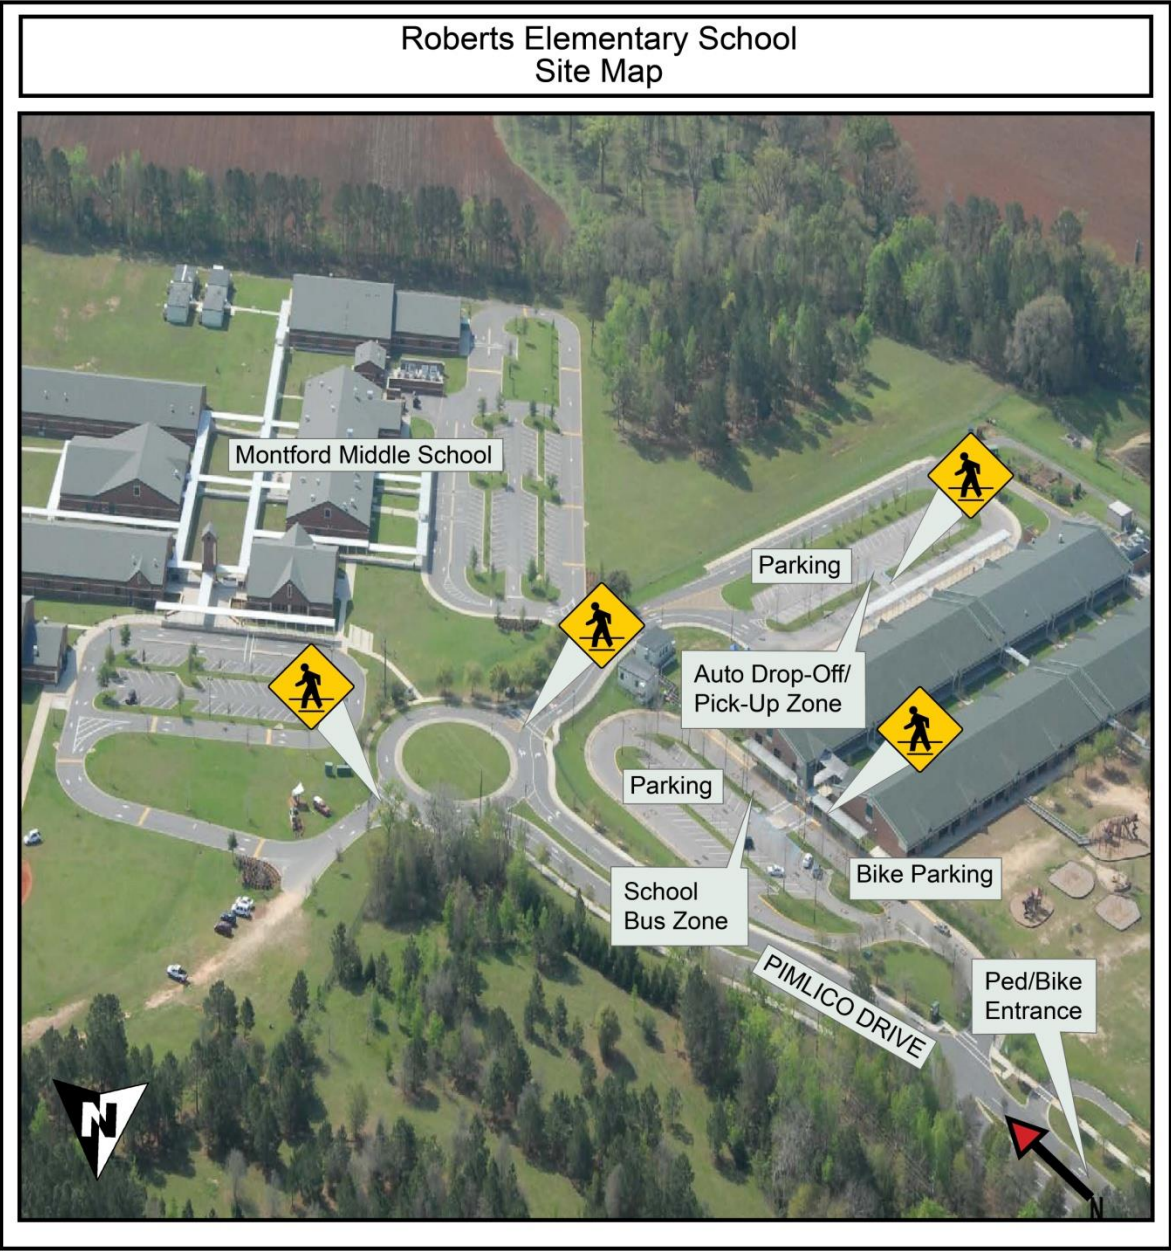 Roberts Elementary School
Site Map
Montford Middle School
Parking
Auto Drop-Off/
Pick-Up Zone
Parking
School
Bus Zone
Bike Parking
PIMLICO DRIVE
Ped/Bike
Entrance
N
N